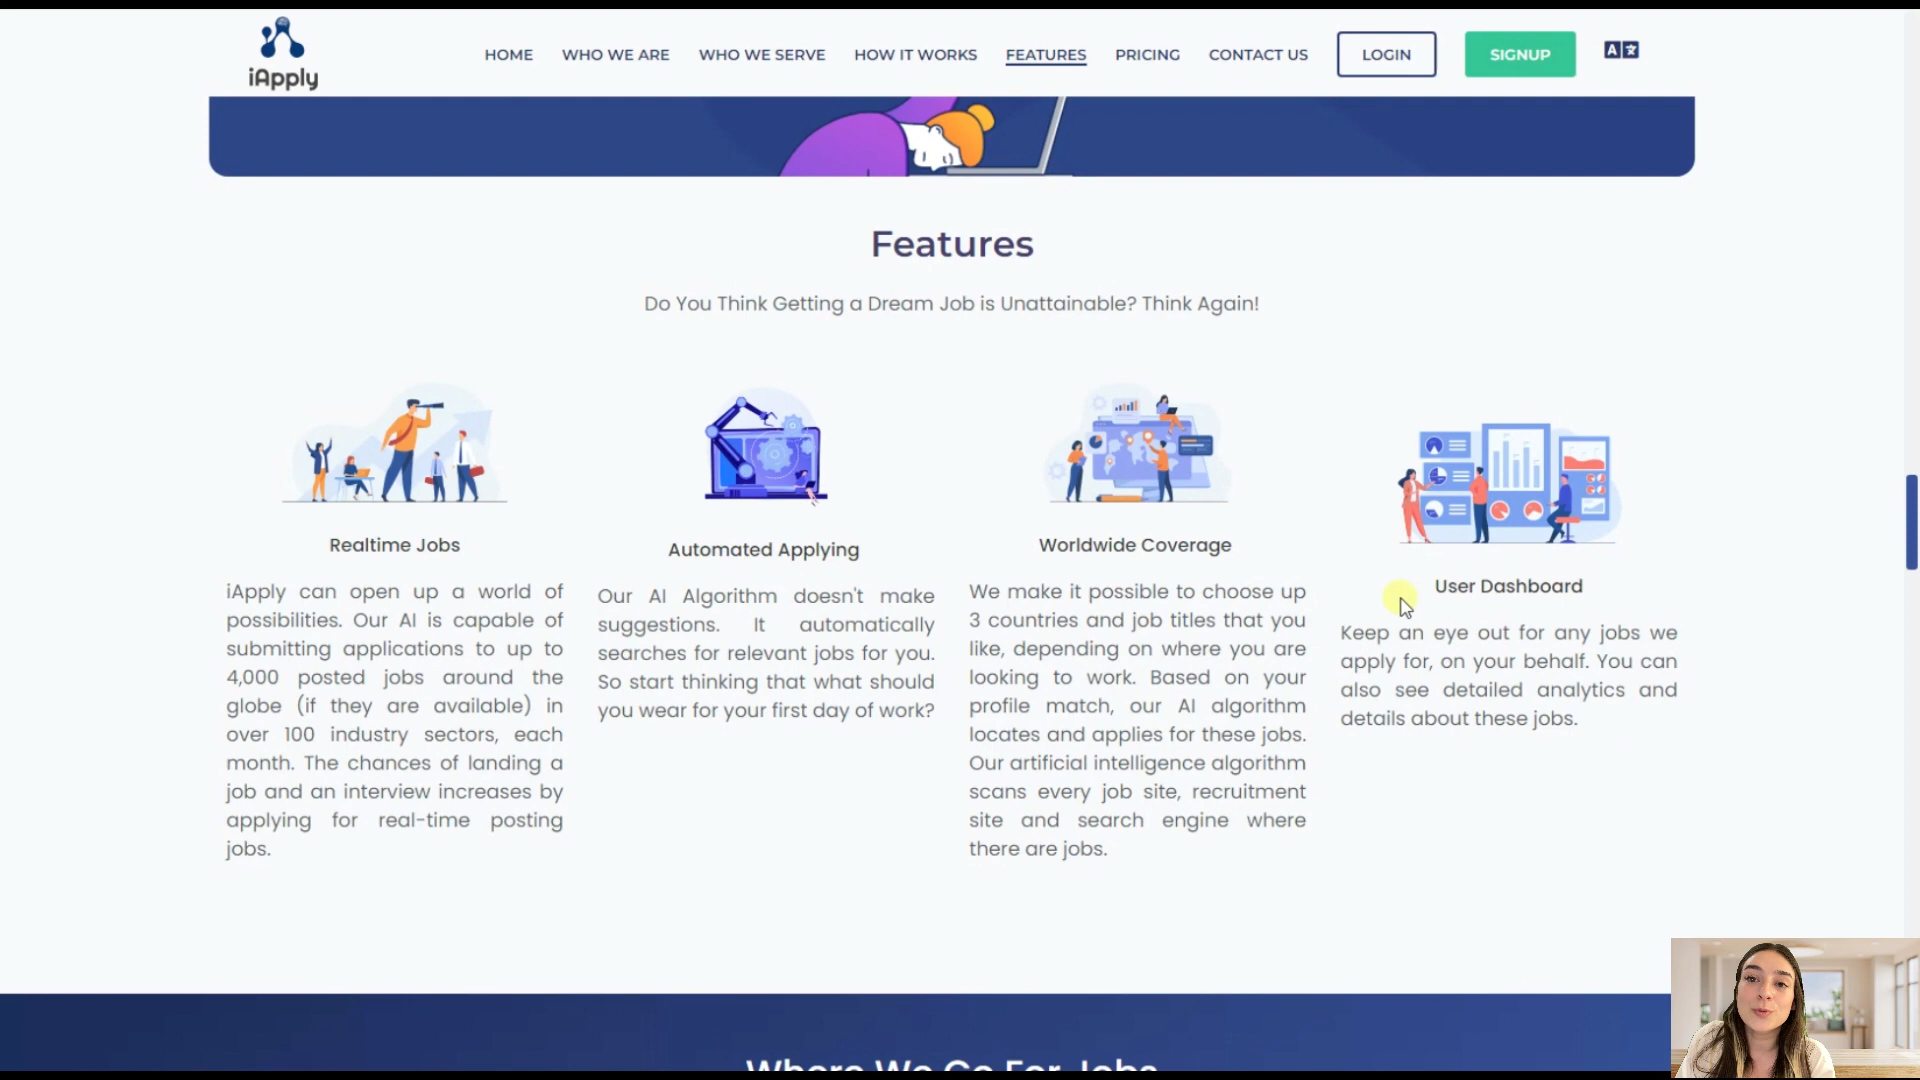 iApply
HOME
WHO WE ARE
WHO WE SERVE
HOW IT WORKS
FEATURES
PRICING
CONTACT US
LOGIN
SIGNUP
Features
Do You Think Getting a Dream Job is Unattainable? Think Again!
Realtime Jobs
iApply can open up a world of
possibilities. Our AI is capable of
submitting applications to up to
4,000 posted jobs around the
globe (if they are available) in
over 100 industry sectors, each
month. The chances of landing a
job and an interview increases by
applying for real-time posting
jobs.
Automated Applying
Our AI Algorithm doesn't make
suggestions. It automatically
searches for relevant jobs for you.
So start thinking that what should
you wear for your first day of work?
Worldwide Coverage
We make it possible to choose up
3 countries and job titles that you
like, depending on where you are
looking to work. Based on your
profile match, our AI algorithm
locates and applies for these jobs.
Our artificial intelligence algorithm
scans every job site, recruitment
site and search engine where
there are jobs.
User Dashboard
Keep an eye out for any jobs we
apply for, on your behalf. You can
also see detailed analytics and
details about these jobs.
Where We Go For Jobs